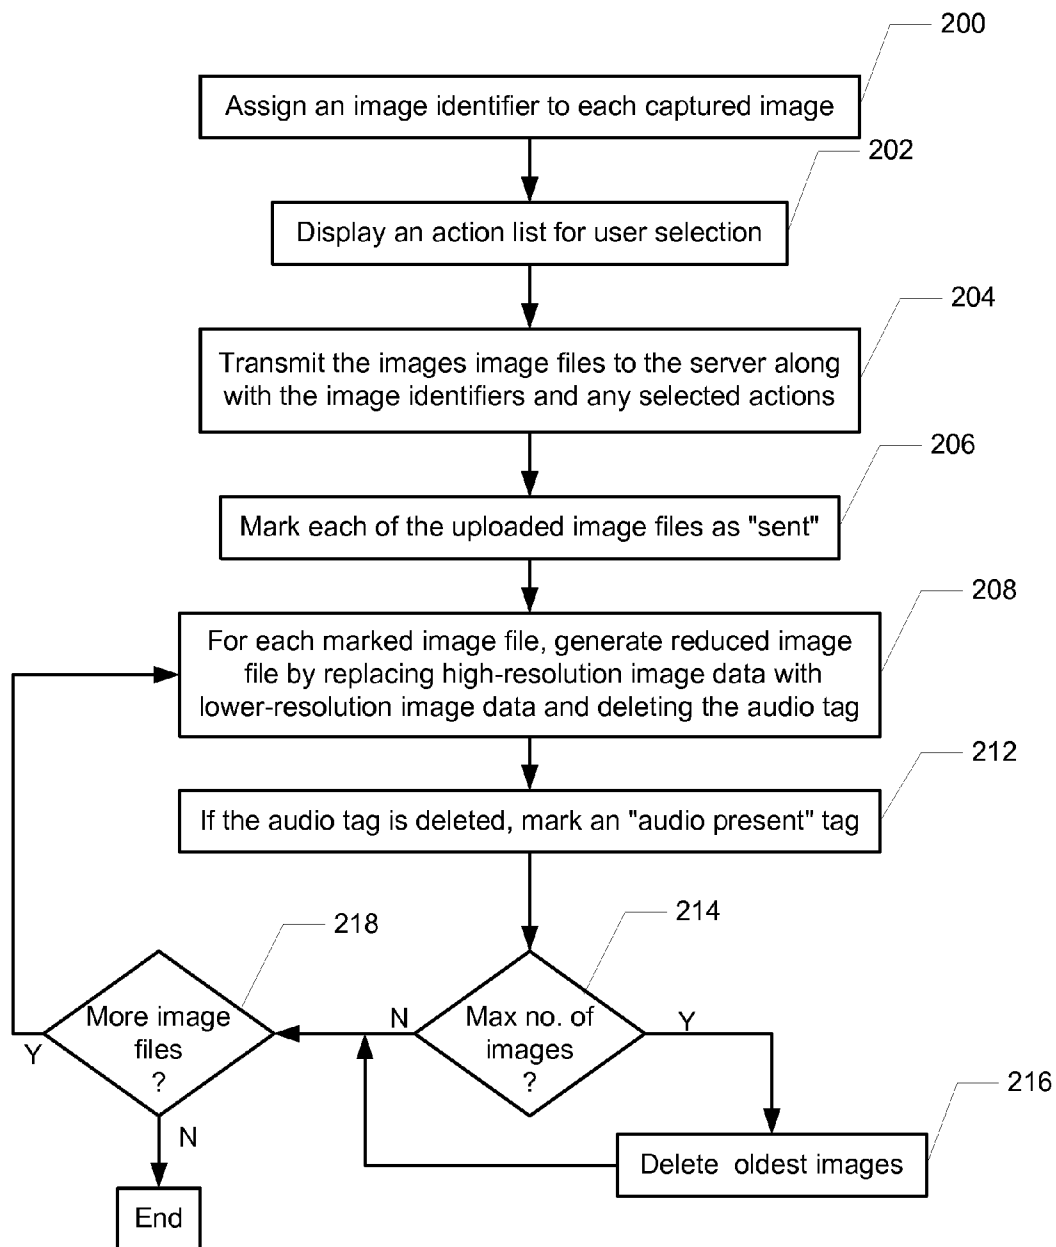 200
Assign an image identifier to each captured image
202
Display an action list for user selection
204
Transmit the images image files to the server along
with the image identifiers and any selected actions
206
Mark each of the uploaded image files as "sent"
208
For each marked image file, generate reduced image
file by replacing high-resolution image data with
lower-resolution image data and deleting the audio tag
212
If the audio tag is deleted, mark an "audio present" tag
218
214
More image
files
?
N
Max no. of
images
?
Y
Y
N
216
Delete oldest images
End